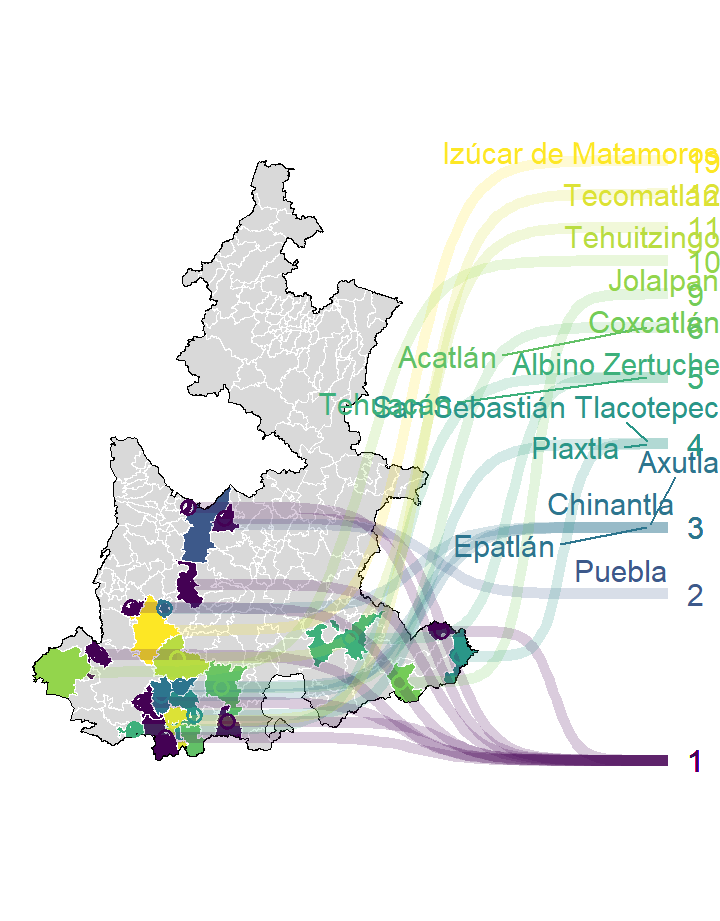 Izúcar de Matamoros
13
Tecomatlán
12
11
Tehuitzingo
10
Jolalpan
9
Coxcatlán
6
Acatlán
Albino Zertuche
5
Tehuacán
San Sebastián Tlacotepec
Piaxtla
4
Axutla
Chinantla
3
Epatlán
Puebla
2
1